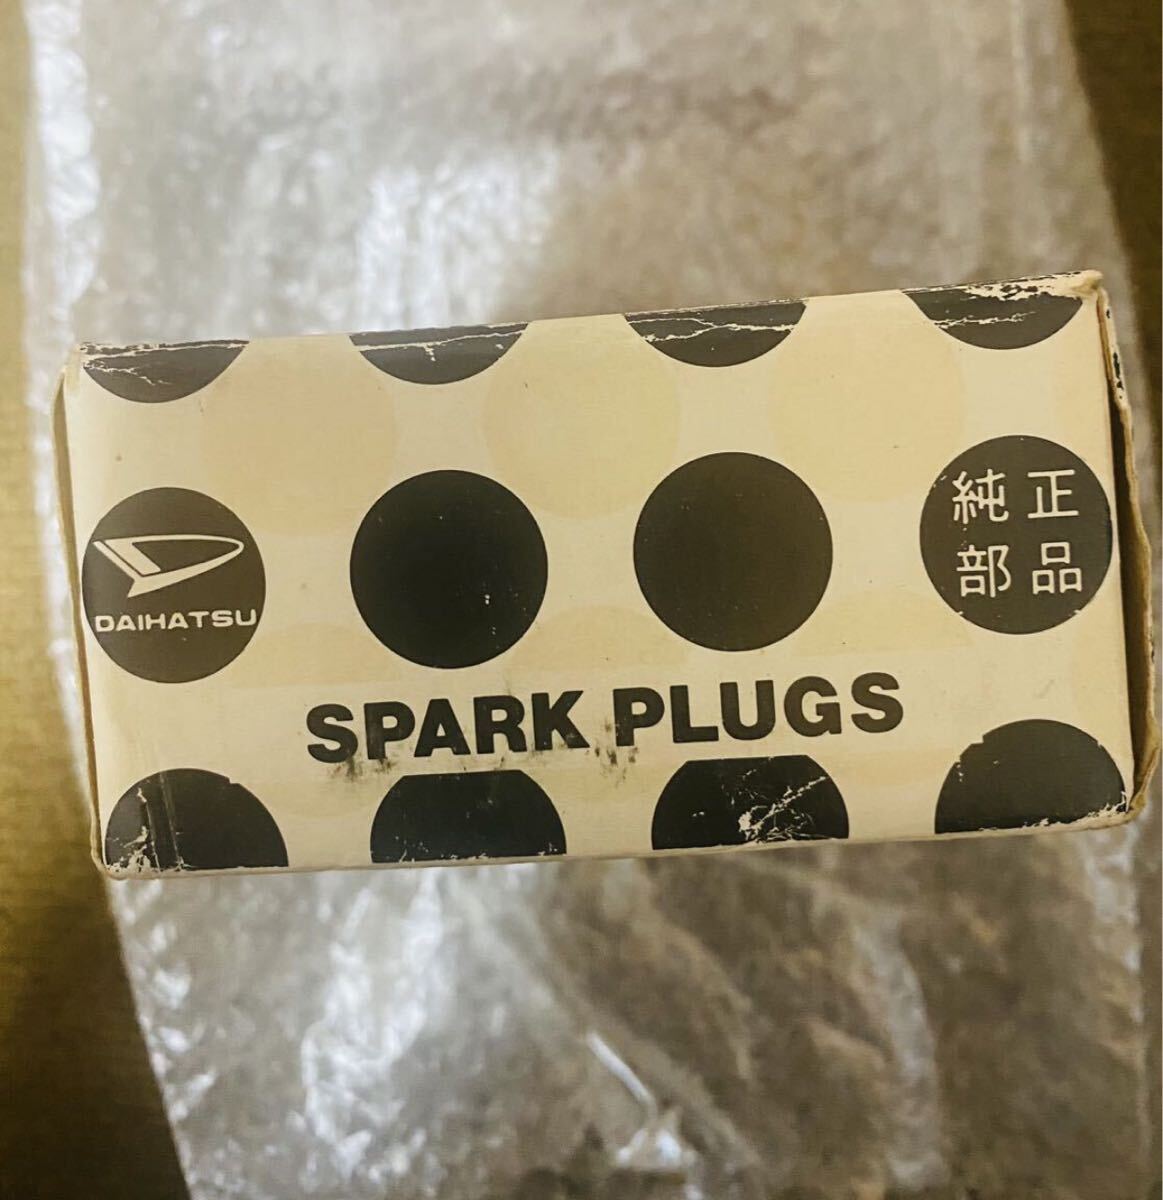 純正
部品
DAIHATSU
SPARK PLUGS